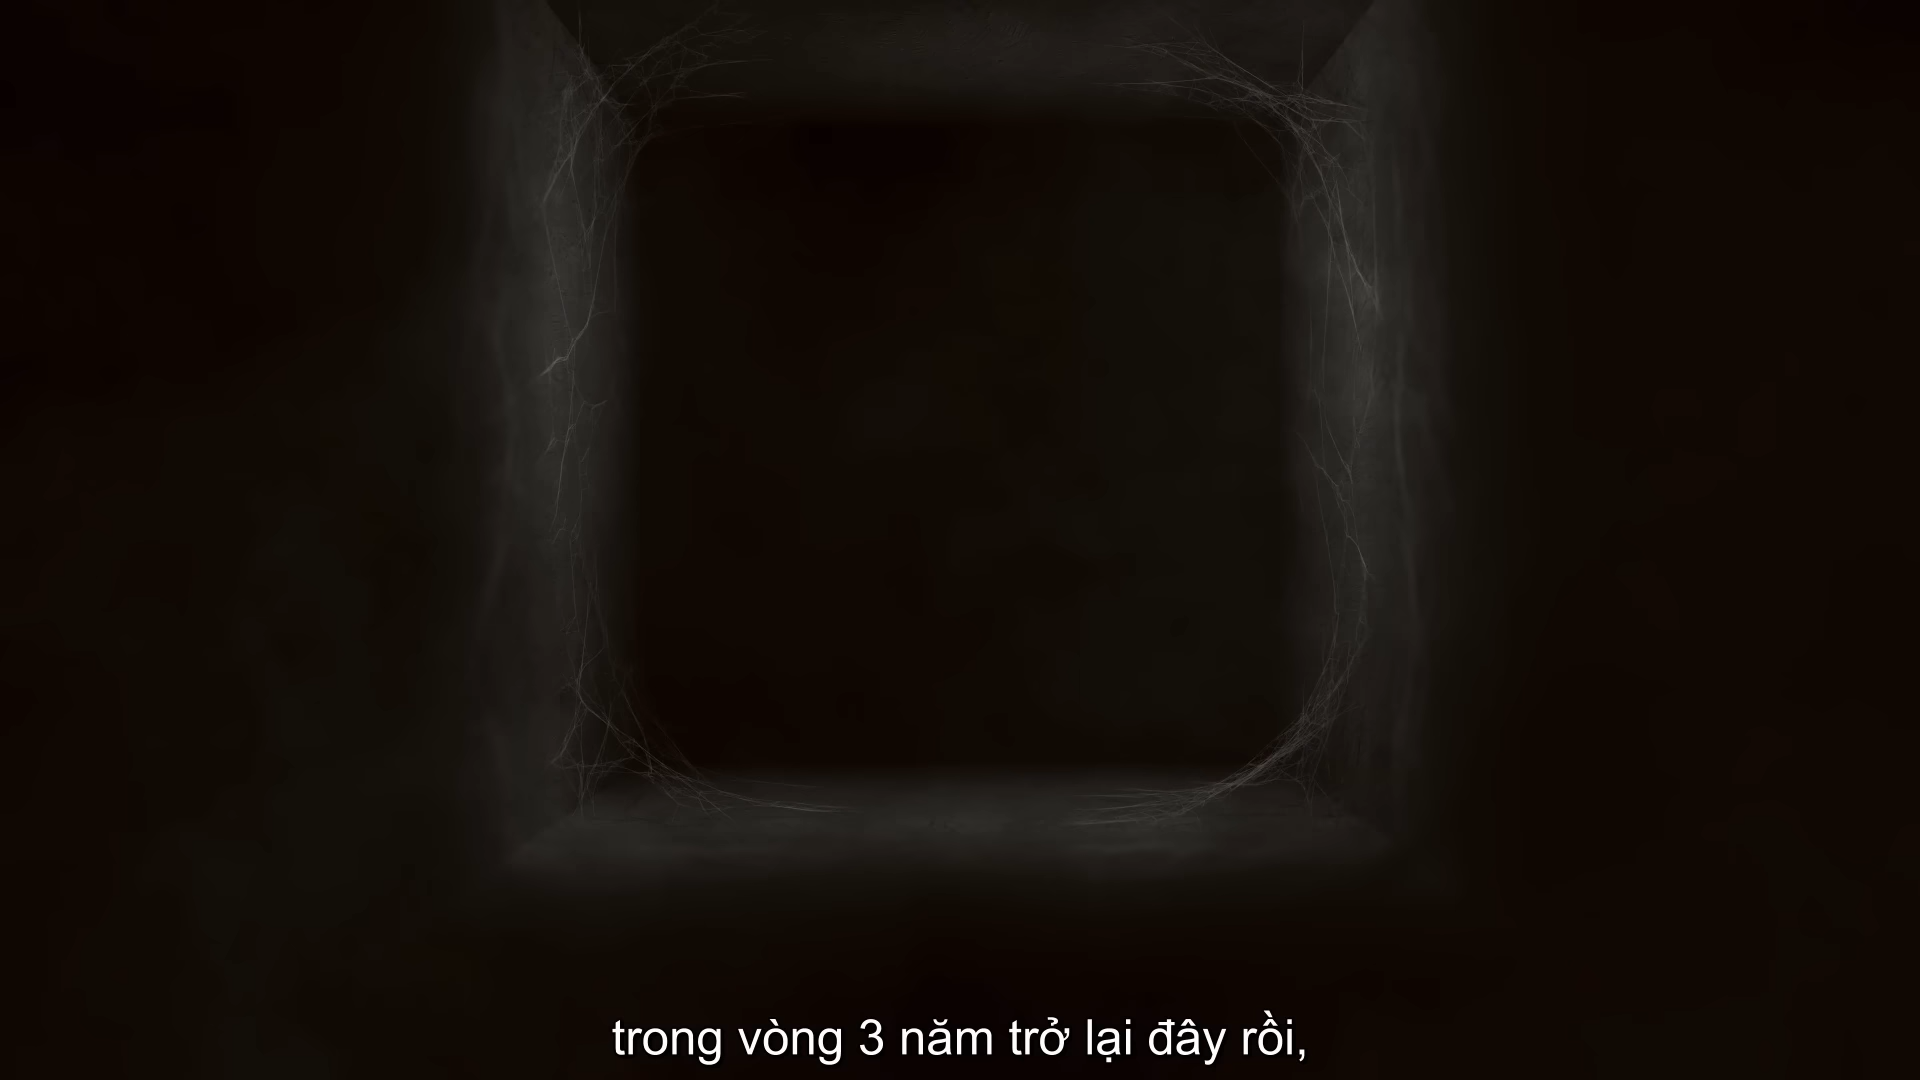 trong vòng 3 năm trở lại đây rồi,